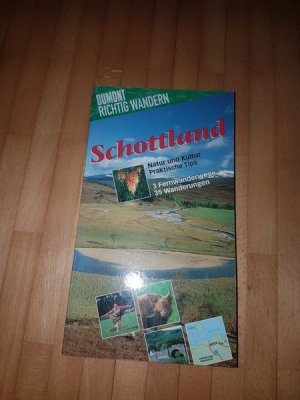 DUMONT
RICHTIG WANDERN
Schottland
Natur und Kultur
Praktische Tips
3 Fernwanderwege
35 Wanderungen